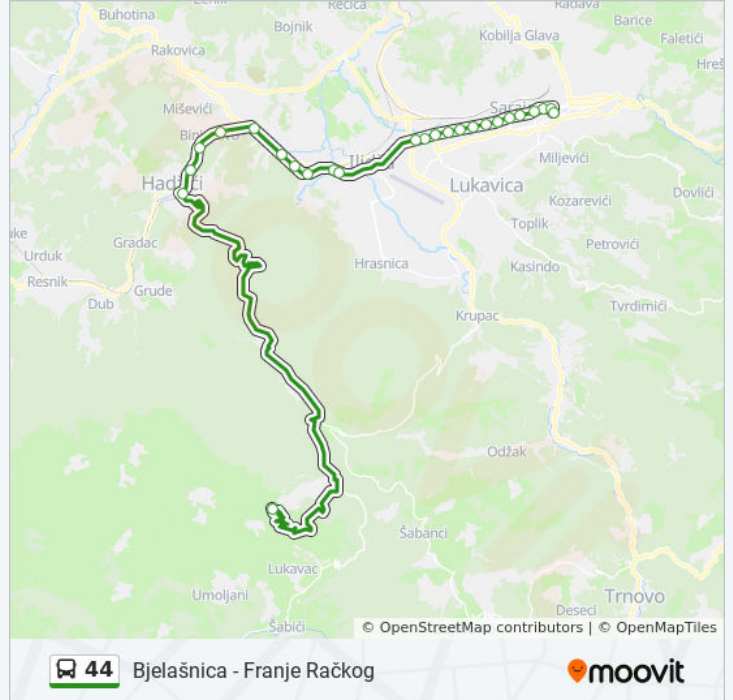 Buhotina
Rakovica
Bojnik
Kobilja Glava
Barice
Faletići
Miševići
Hadžići
Lukavica
Miljevići
Dovlići
Kozarevići
Toplik
Petrovići
Gradac
Urduk
Resnik
Grude
Dub
Hrasnica
Kasindo
Tvrdimići
Krupac
Odžak
Šabanci
Lukavac
Umoljani
Šabići
Deseci
Trnovo
© OpenStreetMap contributors | © OpenMapTiles
44 Bjelašnica - Franje Račkog
moovit